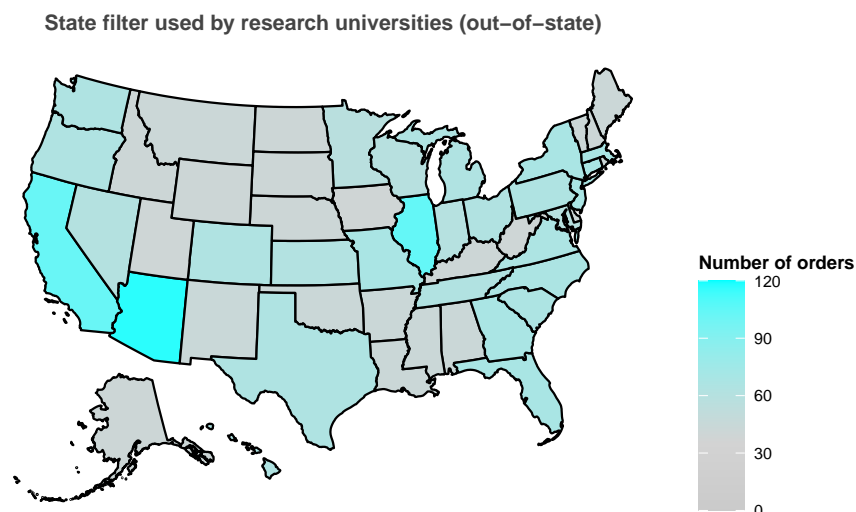 State filter used by research universities (out−of−state)
Number of orders
120
90
60
30
0